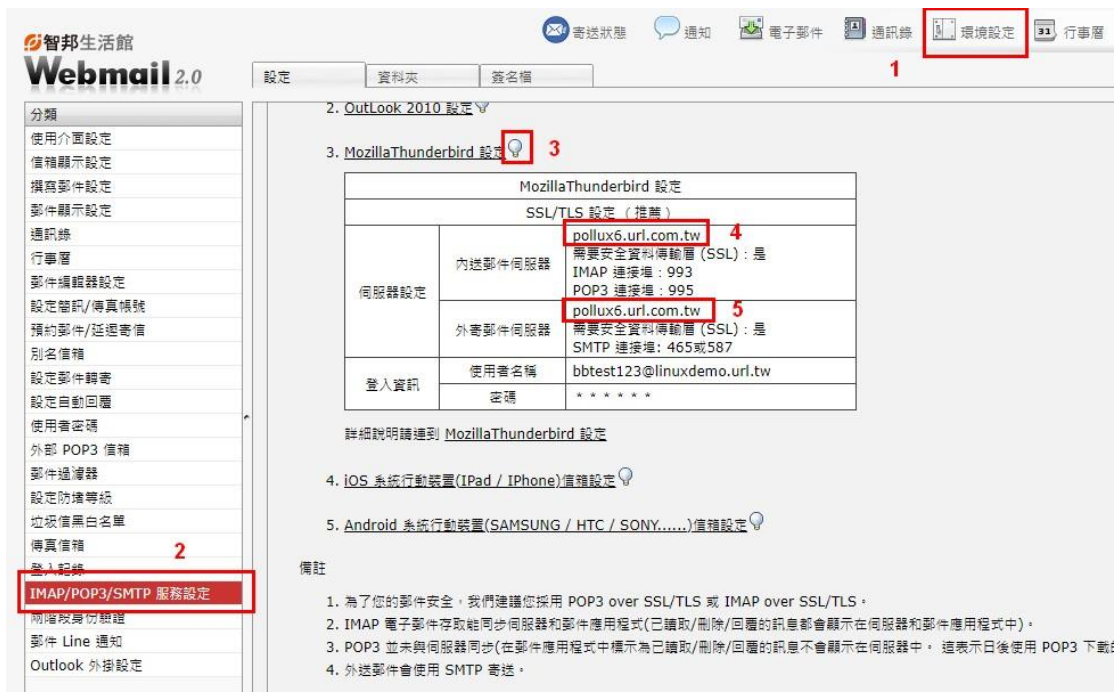 智邦生活館
Webmail 2.0
寄送狀態 通知 電子郵件 通訊錄 環境設定 31 行事曆
1
設定 資料夾 簽名檔
分類
使用介面設定
信箱顯示設定
撰寫郵件設定
郵件顯示設定
通訊錄
行事曆
郵件編輯器設定
設定簡訊/傳真帳號
預約郵件/延遲寄信
別名信箱
設定郵件轉寄
設定自動回覆
使用者密碼
外部 POP3 信箱
郵件過濾器
設定防堵等級
垃圾信黑白名單
傳真信箱
2
登入記錄
IMAP/POP3/SMTP 服務設定
兩階段身份驗證
郵件 Line 通知
Outlook 外掛設定
2. OutLook 2010 設定
3. MozillaThunderbird 設定 3
MozillaThunderbird 設定
SSL/TLS 設定 (推薦)
伺服器設定
內送郵件伺服器
pollux6.url.com.tw 4
需要安全資料傳輸層 (SSL) : 是
IMAP 連接埠 : 993
POP3 連接埠 : 995
外寄郵件伺服器
pollux6.url.com.tw 5
需要安全資料傳輸層 (SSL) : 是
SMTP 連接埠: 465或587
登入資訊
使用者名稱 bbtest123@linuxdemo.url.tw
密碼 * * * * * *
詳細說明請連到 MozillaThunderbird 設定
4. iOS 系統行動裝置(IPad / IPhone)信箱設定
5. Android 系統行動裝置(SAMSUNG / HTC / SONY......)信箱設定
備註
1. 為了您的郵件安全，我們建議您採用 POP3 over SSL/TLS 或 IMAP over SSL/TLS。
2. IMAP 電子郵件存取能同步伺服器和郵件應用程式(已讀取/刪除/回覆的訊息都會顯示在伺服器和郵件應用程式中)。
3. POP3 並未與伺服器同步(在郵件應用程式中標示為已讀取/刪除/回覆的訊息不會顯示在伺服器中。 這表示日後使用 POP3 下載的
4. 外送郵件會使用 SMTP 寄送。